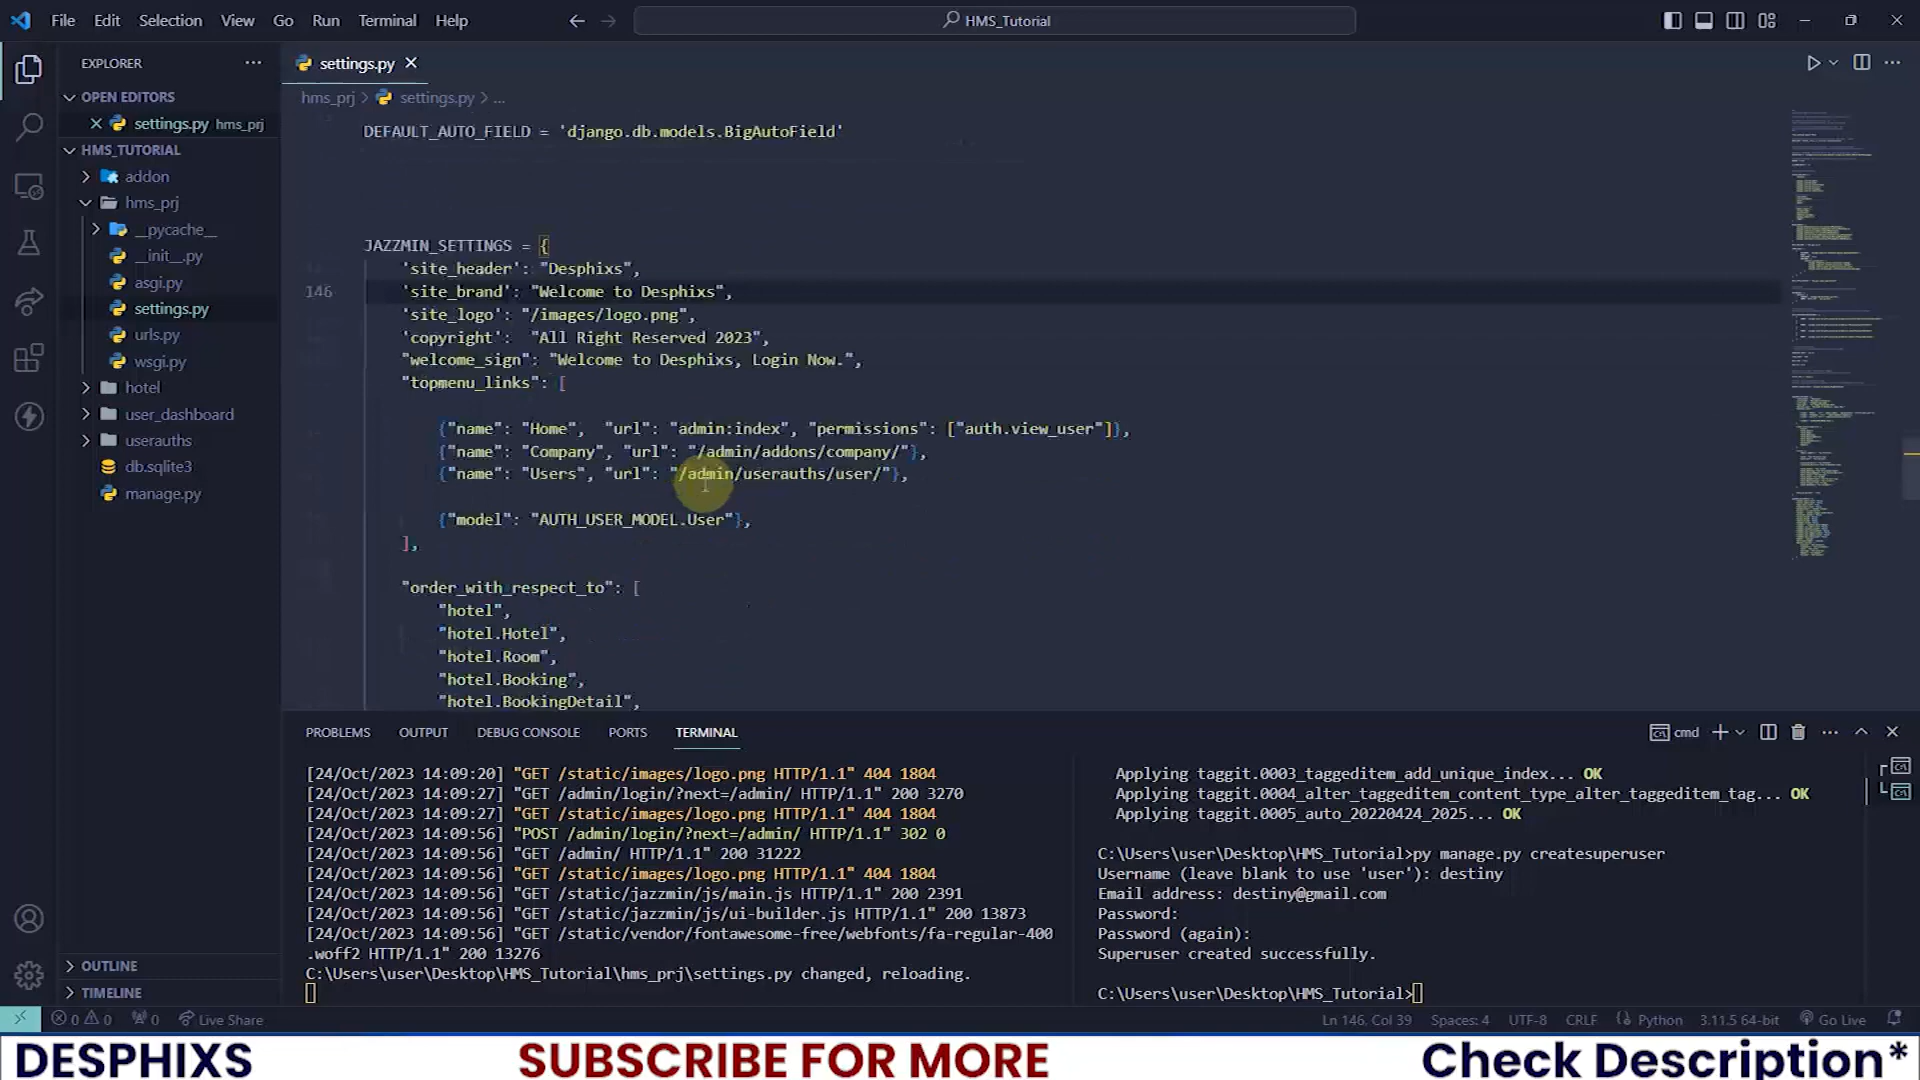 File Edit Selection View Go Run Terminal Help
HMS_Tutorial
EXPLORER
settings.py
OPEN EDITORS
settings.py hms_prj
HMS_TUTORIAL
addon
hms_prj
__pycache__
__init__.py
asgi.py
settings.py
urls.py
wsgi.py
hotel
user_dashboard
userauths
db.sqlite3
manage.py
OUTLINE
TIMELINE
hms_prj > settings.py > ...
DEFAULT_AUTO_FIELD = 'django.db.models.BigAutoField'
JAZZMIN_SETTINGS = {
'site_header': "Desphixs",
146 'site_brand': "Welcome to Desphixs",
'site_logo': "/images/logo.png",
'copyright': "All Right Reserved 2023",
"welcome_sign": "Welcome to Desphixs, Login Now.",
"topmenu_links": [
{"name": "Home", "url": "admin:index", "permissions": ["auth.view_user"]},
{"name": "Company", "url": "/admin/addons/company/"},
{"name": "Users", "url": "/admin/userauths/user/"},
{"model": "AUTH_USER_MODEL.User"},
],
"order_with_respect_to": [
"hotel",
"hotel.Hotel",
"hotel.Room",
"hotel.Booking",
"hotel.BookingDetail",
PROBLEMS OUTPUT DEBUG CONSOLE PORTS TERMINAL
cmd
[24/Oct/2023 14:09:20] "GET /static/images/logo.png HTTP/1.1" 404 1804
[24/Oct/2023 14:09:27] "GET /admin/login/?next=/admin/ HTTP/1.1" 200 3270
[24/Oct/2023 14:09:27] "GET /static/images/logo.png HTTP/1.1" 404 1804
[24/Oct/2023 14:09:56] "POST /admin/login/?next=/admin/ HTTP/1.1" 302 0
[24/Oct/2023 14:09:56] "GET /admin/ HTTP/1.1" 200 31222
[24/Oct/2023 14:09:56] "GET /static/images/logo.png HTTP/1.1" 404 1804
[24/Oct/2023 14:09:56] "GET /static/jazzmin/js/main.js HTTP/1.1" 200 2391
[24/Oct/2023 14:09:56] "GET /static/jazzmin/js/ui-builder.js HTTP/1.1" 200 13873
[24/Oct/2023 14:09:56] "GET /static/vendor/fontawesome-free/webfonts/fa-regular-400
.woff2 HTTP/1.1" 200 13276
C:\Users\user\Desktop\HMS_Tutorial\hms_prj\settings.py changed, reloading.
Applying taggit.0003_taggeditem_add_unique_index... OK
Applying taggit.0004_alter_taggeditem_content_type_alter_taggeditem_tag... OK
Applying taggit.0005_auto_20220424_2025... OK
C:\Users\user\Desktop\HMS_Tutorial>py manage.py createsuperuser
Username (leave blank to use 'user'): destiny
Email address: destiny@gmail.com
Password:
Password (again):
Superuser created successfully.
C:\Users\user\Desktop\HMS_Tutorial>
0 0 0 Live Share
Ln 146, Col 39 Spaces: 4 UTF-8 CRLF Python 3.11.5 64-bit Go Live
DESPHIXS SUBSCRIBE FOR MORE Check Description*